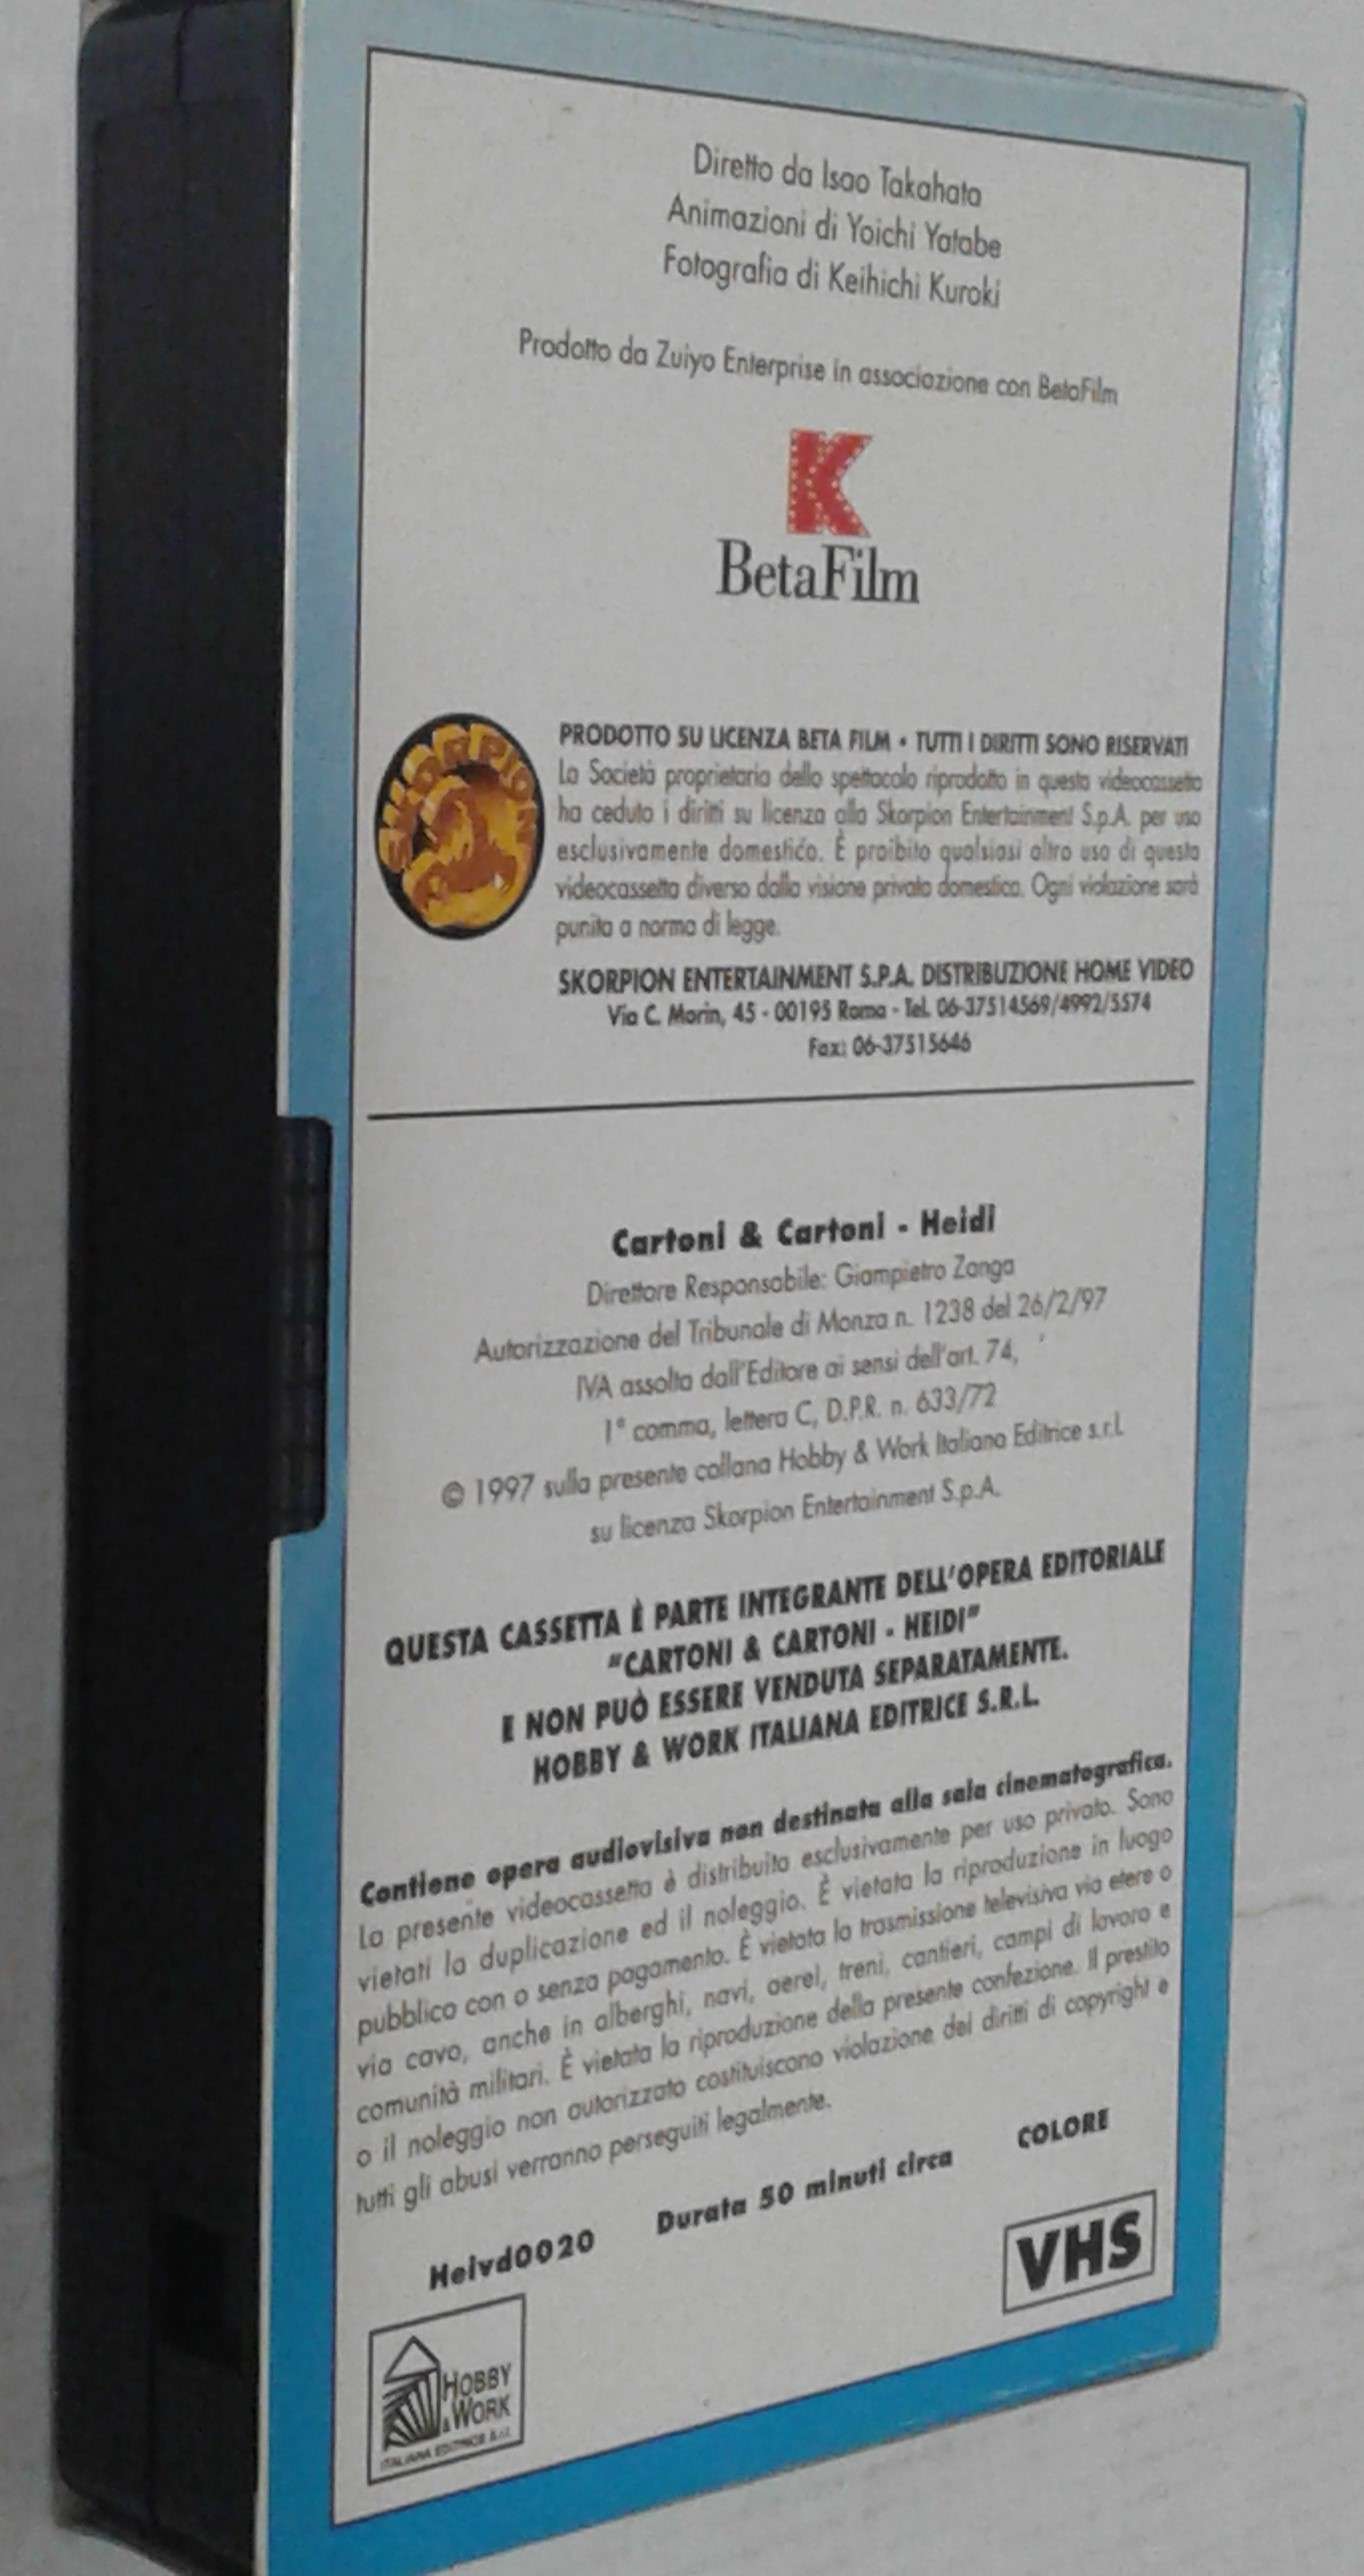 Diretto da Isao Takahata
Animazioni di Yoichi Yatabe
Fotografia di Keihichi Kuroki
Prodotto da Zuiyo Enterprise in associazione con BetaFilm
K
BetaFilm
SKORPION
PRODOTTO SU LICENZA BETA FILM • TUTTI I DIRITTI SONO RISERVATI
La Società proprietaria dello spettacolo riprodotto in questa videocassetta
ha ceduto i diritti su licenza alla Skorpion Entertainment S.p.A. per uso
esclusivamente domestico. È proibito qualsiasi altro uso di questa
videocassetta diverso dalla visione privata domestica. Ogni violazione sarà
punita a norma di legge.
SKORPION ENTERTAINMENT S.P.A. DISTRIBUZIONE HOME VIDEO
Via C. Morin, 45 - 00195 Roma - Tel. 06-37514569/4992/5574
Fax: 06-37515646
Cartoni & Cartoni - Heidi
Direttore Responsabile: Giampietro Zanga
Autorizzazione del Tribunale di Monza n. 1238 del 26/2/97
IVA assolta dall'Editore ai sensi dell'art. 74,
1° comma, lettera C, D.P.R. n. 633/72
© 1997 sulla presente collana Hobby & Work Italiana Editrice s.r.l.
su licenza Skorpion Entertainment S.p.A.
QUESTA CASSETTA È PARTE INTEGRANTE DELL'OPERA EDITORIALE
"CARTONI & CARTONI - HEIDI"
E NON PUÒ ESSERE VENDUTA SEPARATAMENTE.
HOBBY & WORK ITALIANA EDITRICE S.R.L.
Contiene opera audiovisiva non destinata alla sala cinematografica.
La presente videocassetta è distribuita esclusivamente per uso privato. Sono
vietati la duplicazione ed il noleggio. È vietata la riproduzione in luogo
pubblico con o senza pagamento. È vietata la trasmissione televisiva via etere o
via cavo, anche in alberghi, navi, aerei, treni, cantieri, campi di lavoro e
comunità militari. È vietata la riproduzione della presente confezione. Il prestito
o il noleggio non autorizzato costituiscono violazione dei diritti di copyright e
tutti gli abusi verranno perseguiti legalmente.
Heivd0020 Durata 50 minuti circa COLORE
VHS
HOBBY
& WORK
ITALIANA EDITRICE s.r.l.